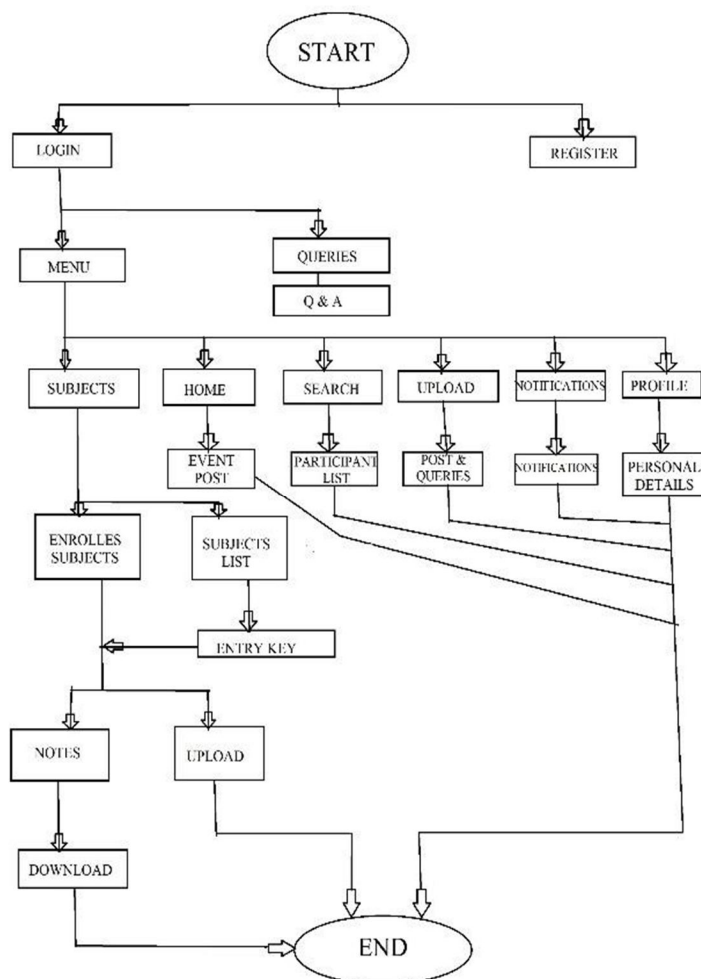 START
LOGIN
REGISTER
MENU
QUERIES
Q & A
SUBJECTS
HOME
SEARCH
UPLOAD
NOTIFICATIONS
PROFILE
EVENT
POST
PARTICIPANT
LIST
POST &
QUERIES
NOTIFICATIONS
PERSONAL
DETAILS
ENROLLES
SUBJECTS
SUBJECTS
LIST
ENTRY KEY
NOTES
UPLOAD
DOWNLOAD
END